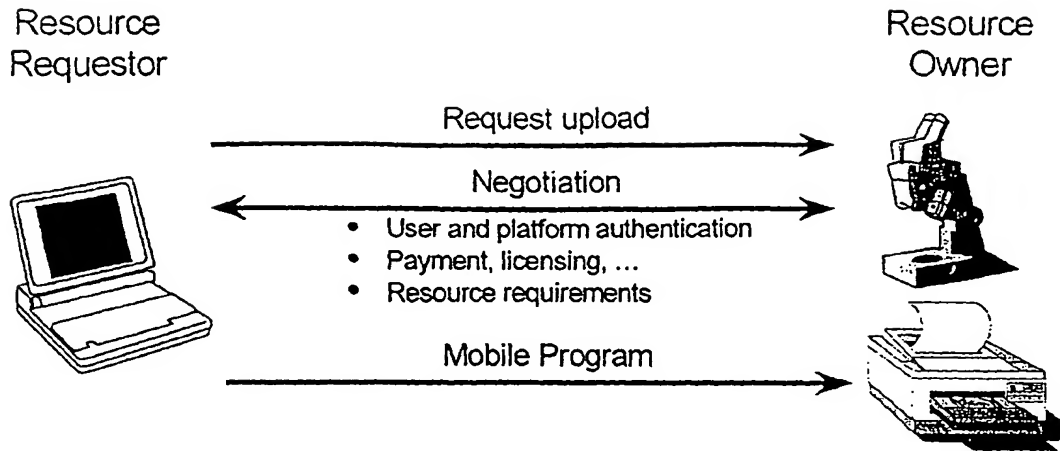 Resource
Requestor
Resource
Owner
Request upload
Negotiation
• User and platform authentication
• Payment, licensing, ...
• Resource requirements
Mobile Program